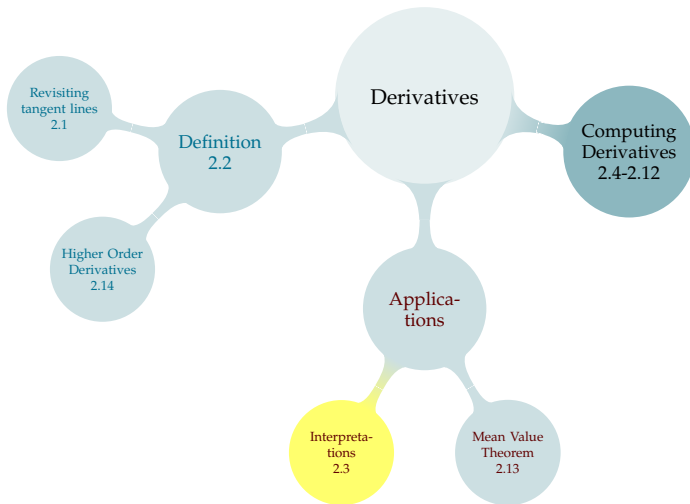 Derivatives
Revisiting
tangent lines
2.1
Definition
2.2
Computing
Derivatives
2.4-2.12
Higher Order
Derivatives
2.14
Applica-
tions
Interpreta-
tions
2.3
Mean Value
Theorem
2.13